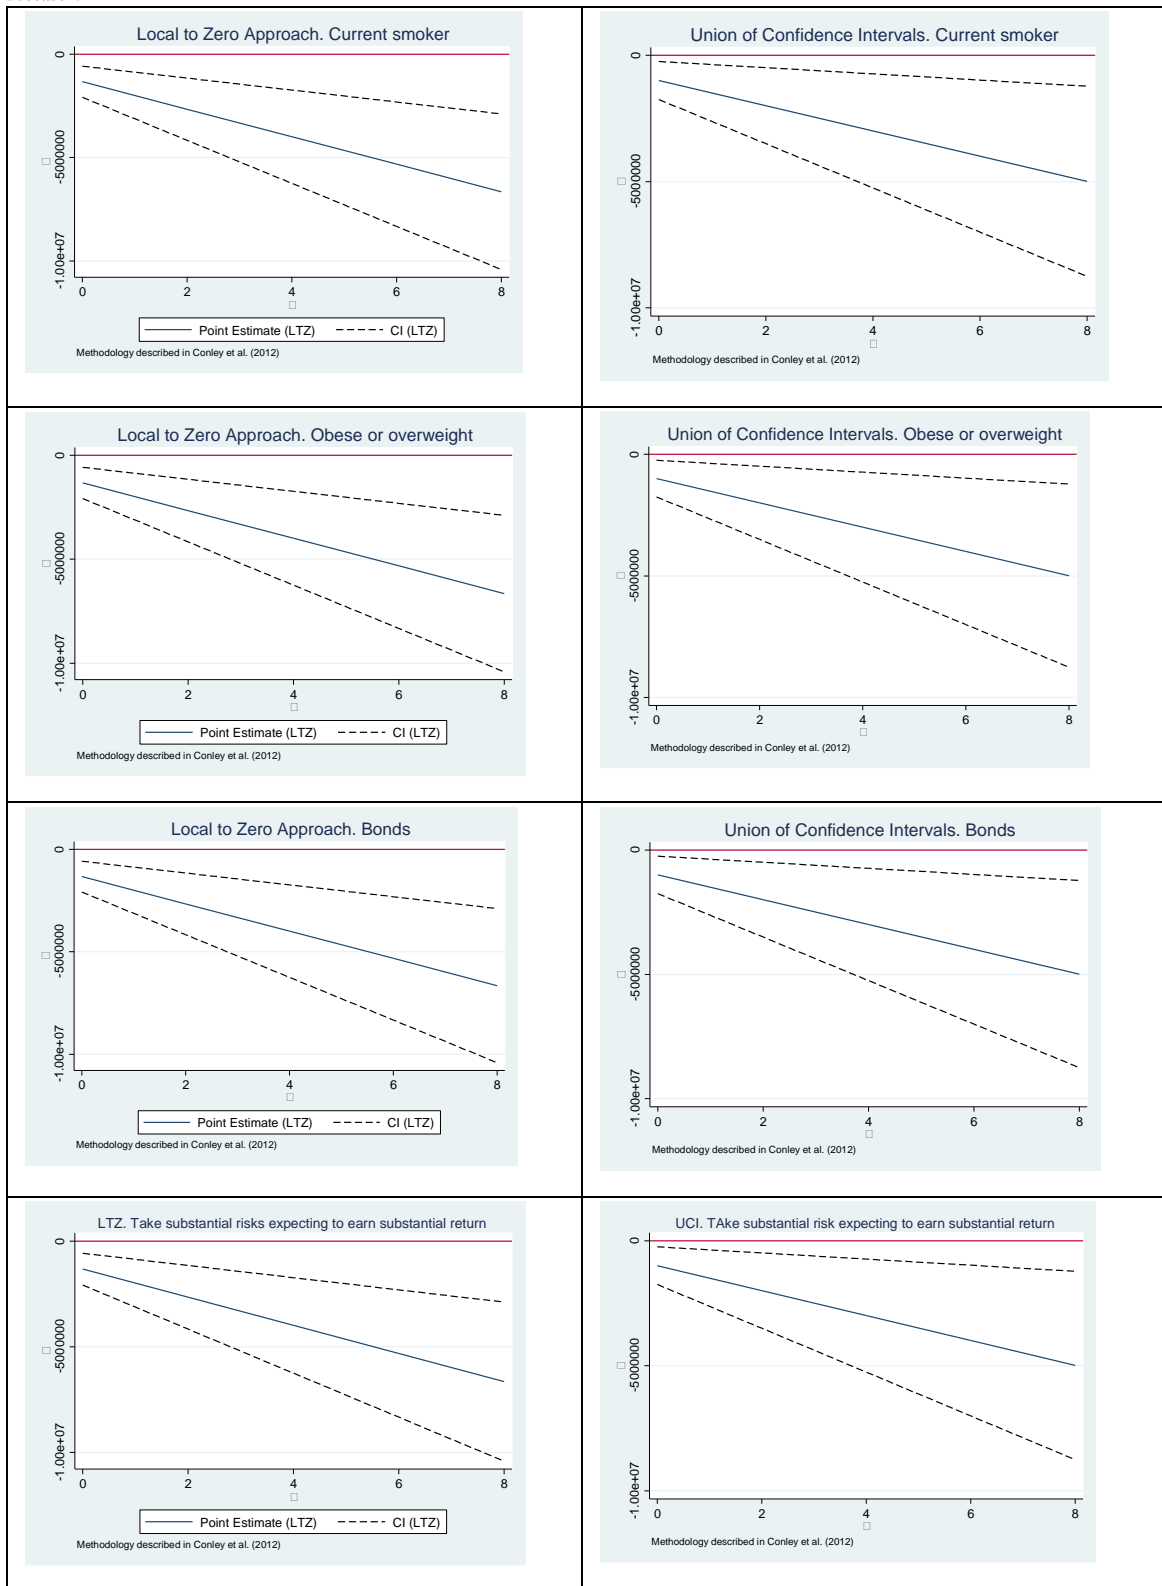 Local to Zero Approach. Current smoker
0
-5000000
-1.00e+07
0 2 4 6 8
Point Estimate (LTZ) CI (LTZ)
Methodology described in Conley et al. (2012)
Union of Confidence Intervals. Current smoker
0
-5000000
-1.00e+07
0 2 4 6 8
Methodology described in Conley et al. (2012)
Local to Zero Approach. Obese or overweight
0
-5000000
-1.00e+07
0 2 4 6 8
Point Estimate (LTZ) CI (LTZ)
Methodology described in Conley et al. (2012)
Union of Confidence Intervals. Obese or overweight
0
-5000000
-1.00e+07
0 2 4 6 8
Methodology described in Conley et al. (2012)
Local to Zero Approach. Bonds
0
-5000000
-1.00e+07
0 2 4 6 8
Point Estimate (LTZ) CI (LTZ)
Methodology described in Conley et al. (2012)
Union of Confidence Intervals. Bonds
0
-5000000
-1.00e+07
0 2 4 6 8
Methodology described in Conley et al. (2012)
LTZ. Take substantial risks expecting to earn substantial return
0
-5000000
-1.00e+07
0 2 4 6 8
Point Estimate (LTZ) CI (LTZ)
Methodology described in Conley et al. (2012)
UCI. TAke substantial risk expecting to earn substantial return
0
-5000000
-1.00e+07
0 2 4 6 8
Methodology described in Conley et al. (2012)